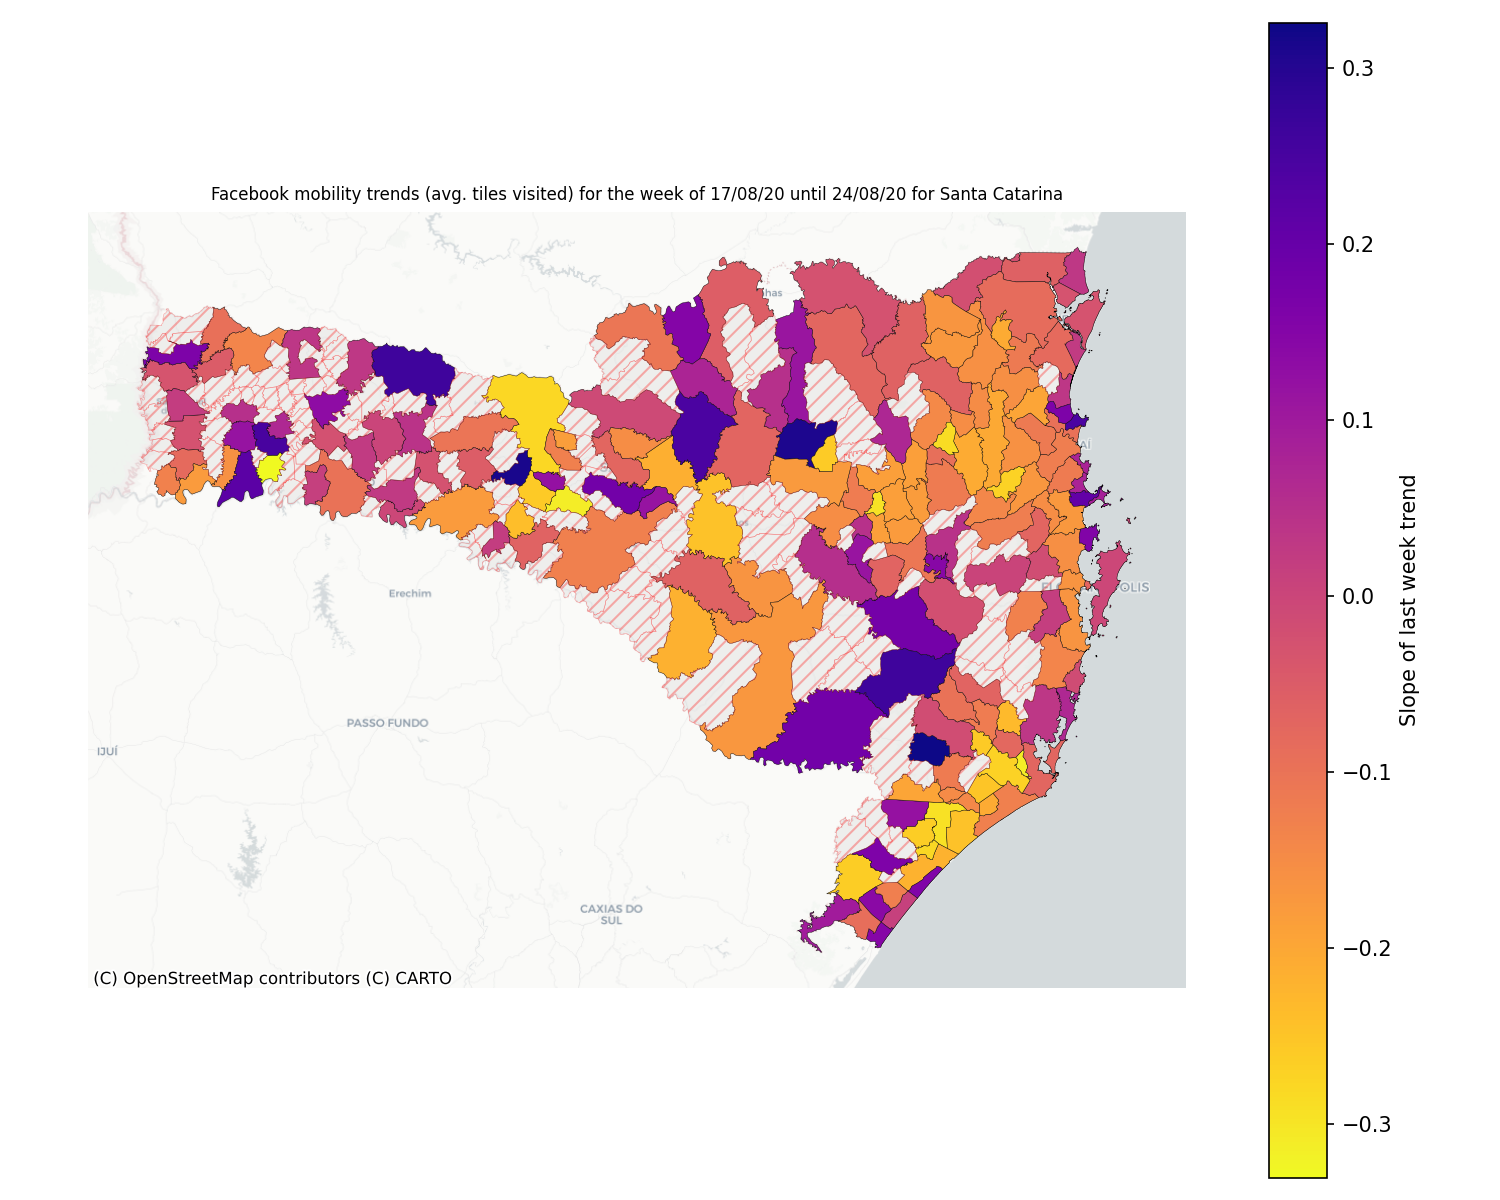 Facebook mobility trends (avg. tiles visited) for the week of 17/08/20 until 24/08/20 for Santa Catarina
0.3
0.2
0.1
0.0
−0.1
−0.2
−0.3
Slope of last week trend
Erechim
OLIS
PASSO FUNDO
IJUÍ
CAXIAS DO
SUL
(C) OpenStreetMap contributors (C) CARTO